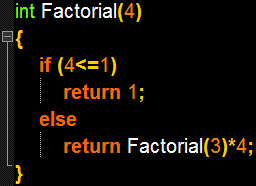 int Factorial(4)
{
if (4<=1)
return 1;
else
return Factorial(3)*4;
}